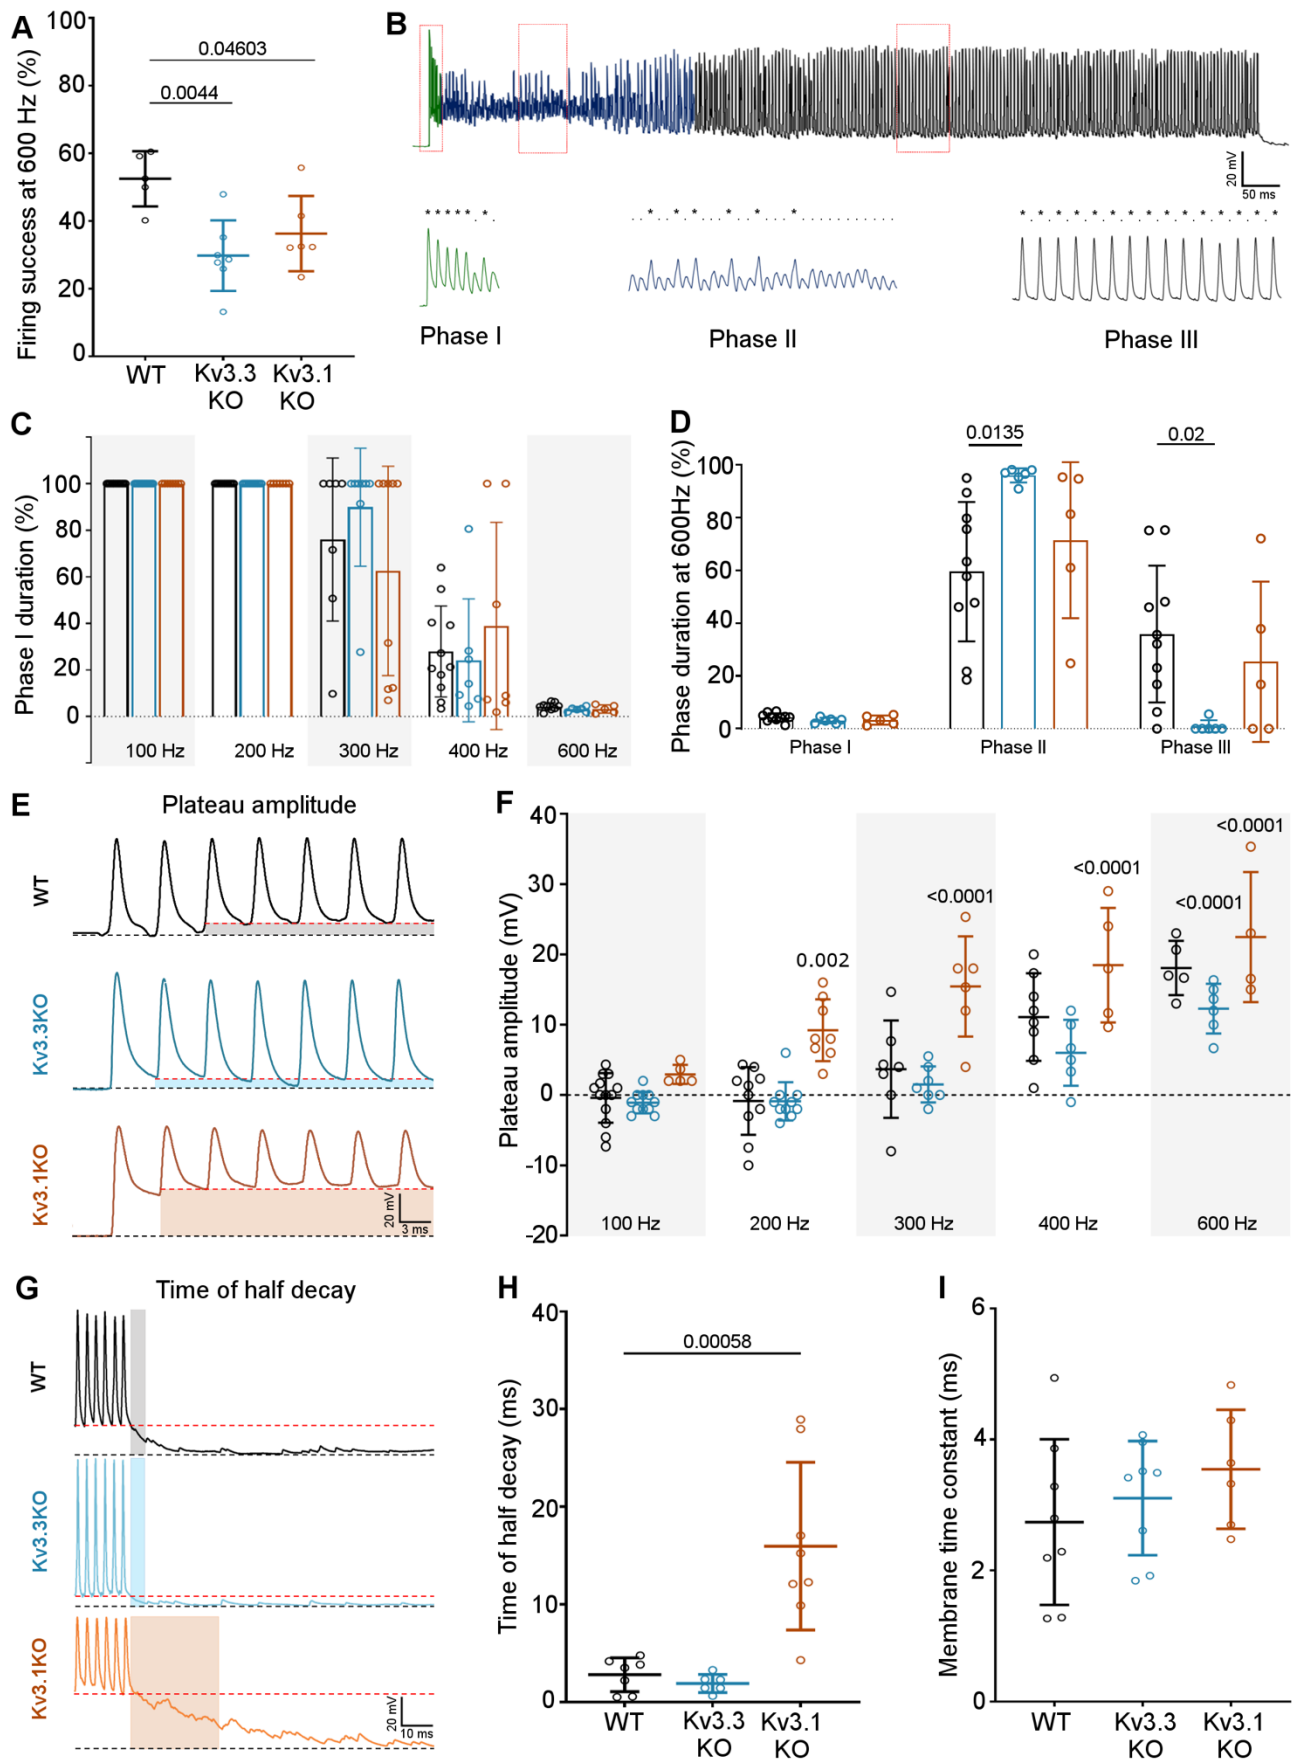 A
Firing success at 600 Hz (%)
100
80
60
40
20
0
0.04603
0.0044
WT
Kv3.3
KO
Kv3.1
KO
B
20 mV
50 ms
Phase I
Phase II
Phase III
C
Phase I duration (%)
100
80
60
40
20
0
100 Hz
200 Hz
300 Hz
400 Hz
600 Hz
D
Phase duration at 600Hz (%)
100
80
60
40
20
0
0.0135
0.02
Phase I
Phase II
Phase III
E
Plateau amplitude
WT
Kv3.3KO
Kv3.1KO
20 mV
3 ms
F
Plateau amplitude (mV)
40
30
20
10
0
-10
-20
0.002
<0.0001
<0.0001
<0.0001
<0.0001
100 Hz
200 Hz
300 Hz
400 Hz
600 Hz
G
Time of half decay
WT
Kv3.3KO
Kv3.1KO
20 mV
10 ms
H
Time of half decay (ms)
40
30
20
10
0
0.00058
WT
Kv3.3
KO
Kv3.1
KO
I
Membrane time constant (ms)
6
4
2
0
WT
Kv3.3
KO
Kv3.1
KO